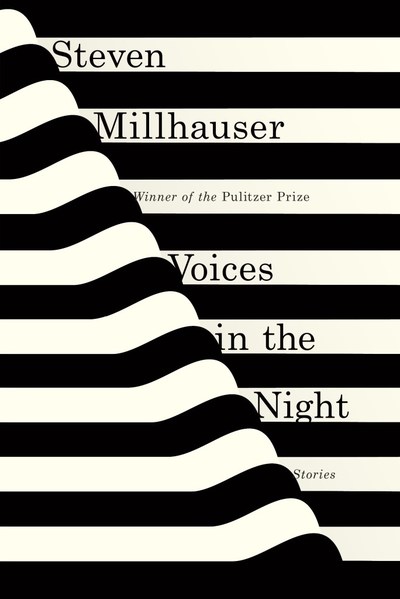 Steven
Millhauser
Winner of the Pulitzer Prize
Voices
in the
Night
Stories